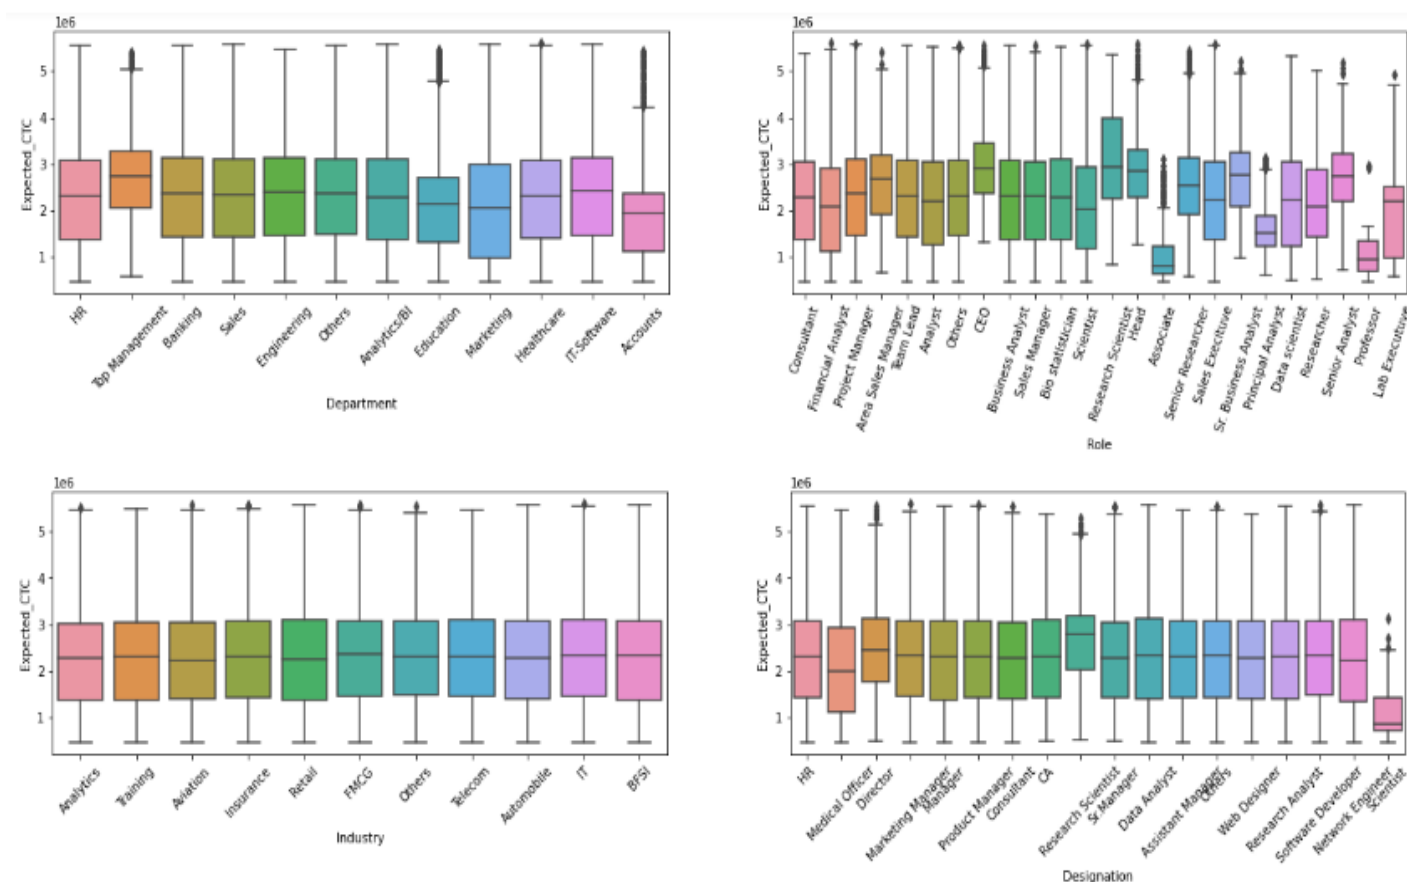 1e6
Expected_CTC
5
4
3
2
1
HR
Top Management
Banking
Sales
Engineering
Others
Analytics/BI
Education
Marketing
Healthcare
IT-Software
Accounts
Department
1e6
Expected_CTC
5
4
3
2
1
Consultant
Financial Analyst
Project Manager
Area Sales Manager
Team Lead
Analyst
Others
CEO
Business Analyst
Sales Manager
Bio statistician
Scientist
Research Scientist
Head
Associate
Senior Researcher
Sales Execituve
Sr. Business Analyst
Principal Analyst
Data scientist
Researcher
Senior Analyst
Professor
Lab Executuve
Role
1e6
Expected_CTC
5
4
3
2
1
Analytics
Training
Aviation
Insurance
Retail
FMCG
Others
Telecom
Automobile
IT
BFSI
Industry
1e6
Expected_CTC
5
4
3
2
1
HR
Medical Officer
Director
Marketing Manager
Manager
Product Manager
Consultant
CA
Research Scientist
Sr.Manager
Data Analyst
Assistant Manager
Others
Web Designer
Research Analyst
Software Developer
Network Engineer
Scientist
Designation